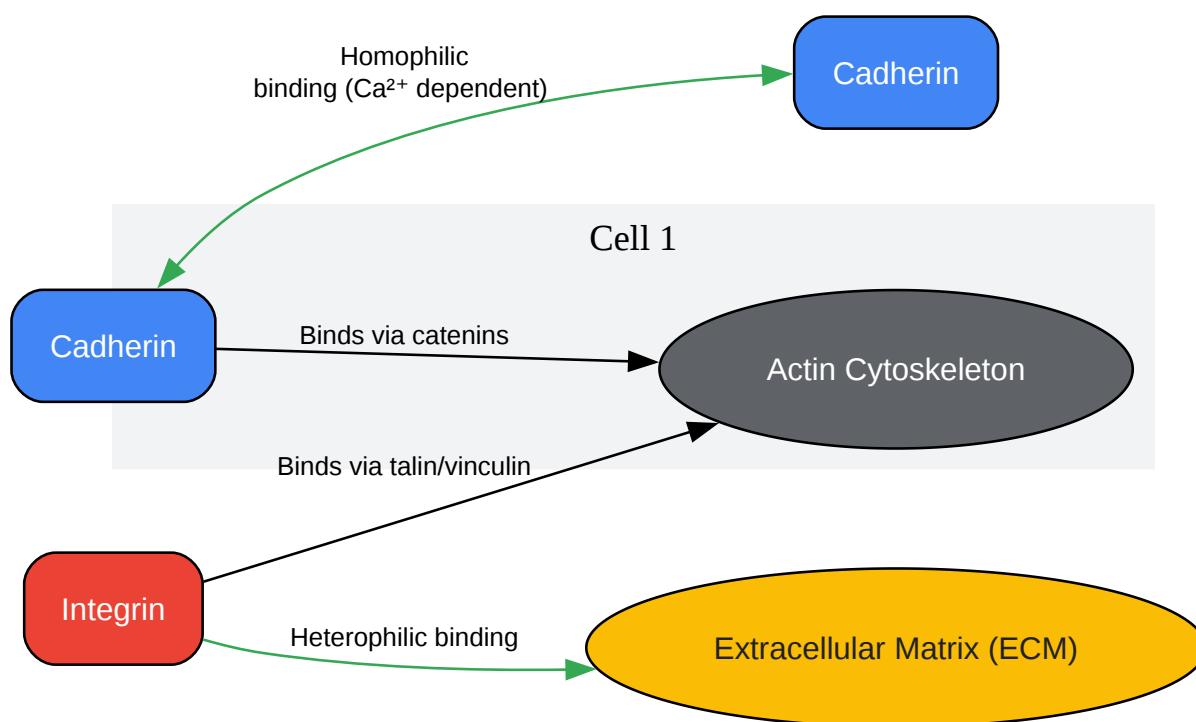 Homophilic
binding (Ca²⁺ dependent)
Cadherin
Cell 1
Cadherin
Binds via catenins
Actin Cytoskeleton
Binds via talin/vinculin
Integrin
Heterophilic binding
Extracellular Matrix (ECM)